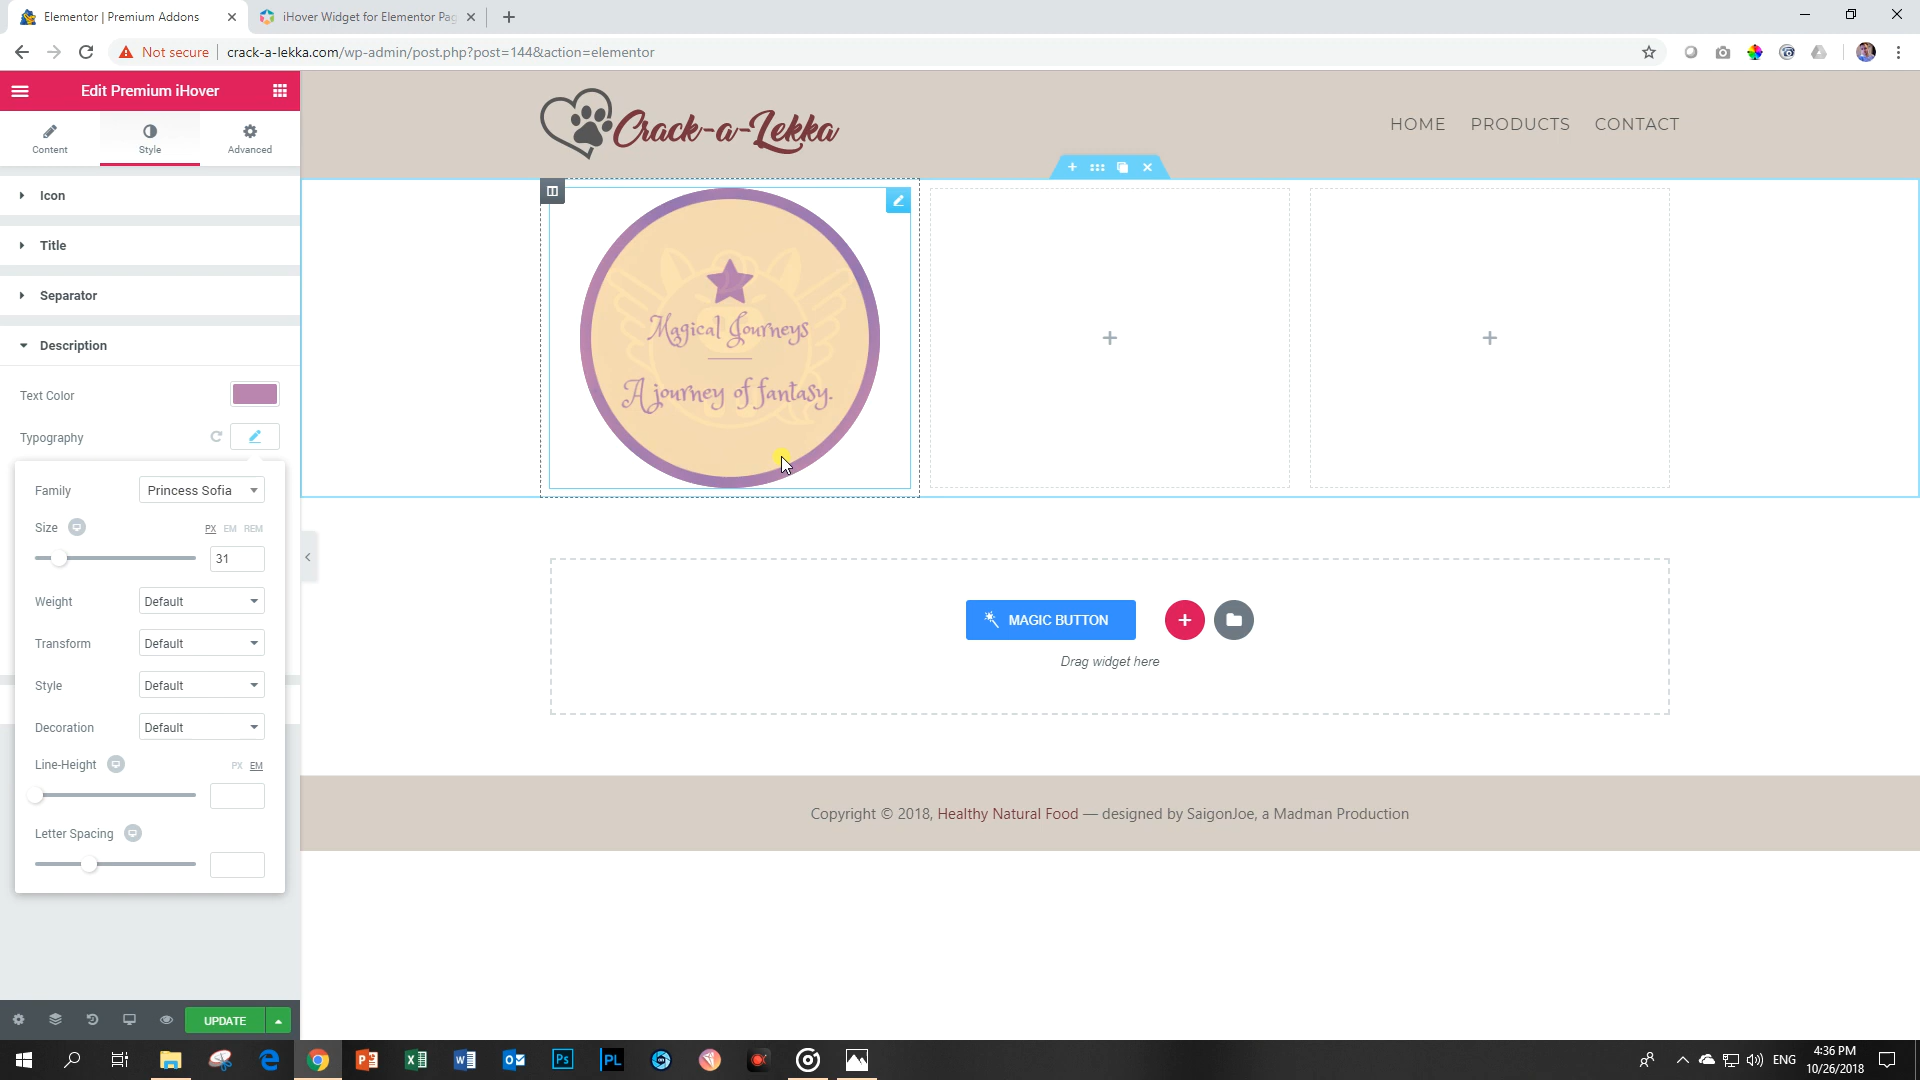 Elementor | Premium Addons
iHover Widget for Elementor Pag
Not secure
crack-a-lekka.com/wp-admin/post.php?post=144&action=elementor
Edit Premium iHover
Content
Style
Advanced
Crack-a-Lekka
HOME PRODUCTS CONTACT
Icon
Title
Separator
Description
Text Color
Typography
Magical Journeys
A journey of fantasy.
Family
Princess Sofia
Size
PX EM REM
31
Weight
Default
Transform
Default
Style
Default
Decoration
Default
Line-Height
PX EM
Letter Spacing
MAGIC BUTTON
Drag widget here
Copyright © 2018, Healthy Natural Food — designed by SaigonJoe, a Madman Production
UPDATE
Ps
PL
ENG
4:36 PM
10/26/2018